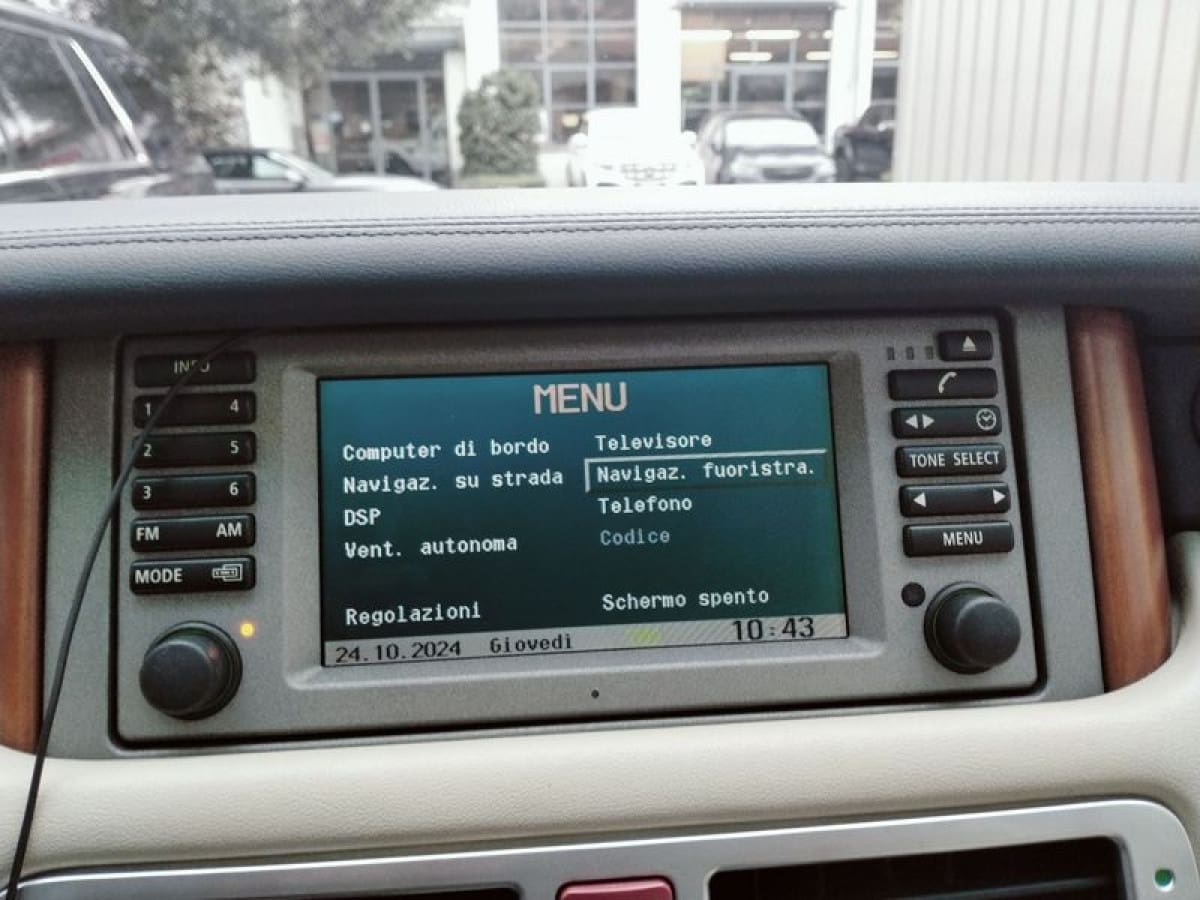 INFO
1 4
2 5
3 6
FM AM
MODE
MENU
Computer di bordo
Navigaz. su strada
DSP
Vent. autonoma
Regolazioni
Televisore
Navigaz. fuoristra.
Telefono
Codice
Schermo spento
24.10.2024 Giovedì 10:43
TONE SELECT
MENU